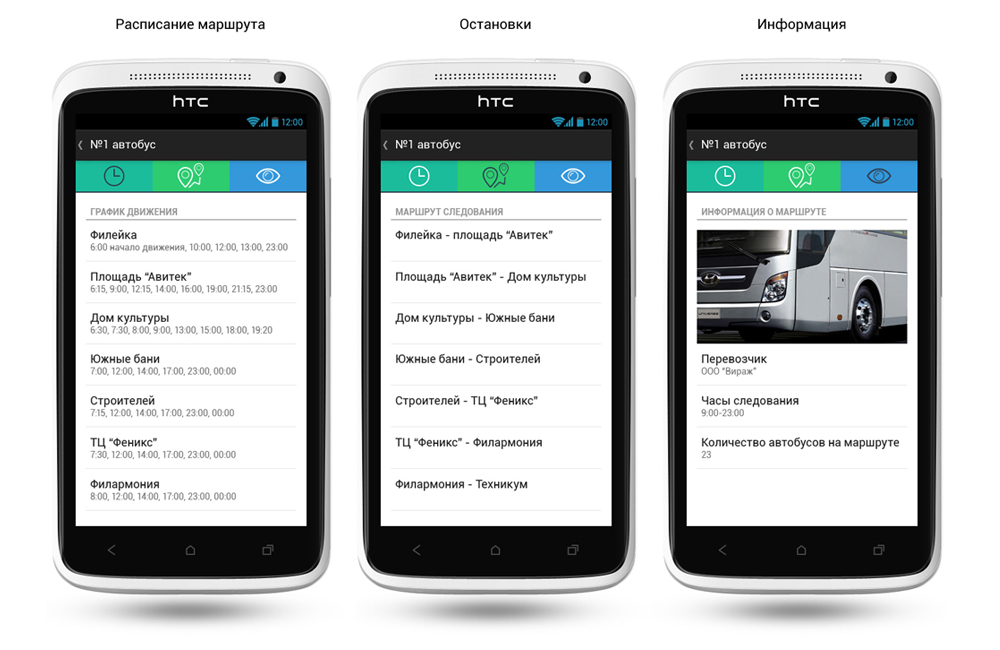 Расписание маршрута
Остановки
Информация
hTC
12:00
№1 автобус
ГРАФИК ДВИЖЕНИЯ
Филейка
6:00 начало движения, 10:00, 12:00, 13:00, 23:00
Площадь “Авитек”
6:15, 9:00, 12:15, 14:00, 16:00, 19:00, 21:15, 23:00
Дом культуры
6:30, 7:30, 8:00, 9:00, 13:00, 15:00, 18:00, 19:20
Южные бани
7:00, 12:00, 14:00, 17:00, 23:00, 00:00
Строителей
7:15, 12:00, 14:00, 17:00, 23:00, 00:00
ТЦ “Феникс”
7:30, 12:00, 14:00, 17:00, 23:00, 00:00
Филармония
8:00, 12:00, 14:00, 17:00, 23:00, 00:00
hTC
12:00
№1 автобус
МАРШРУТ СЛЕДОВАНИЯ
Филейка - площадь “Авитек”
Площадь “Авитек” - Дом культуры
Дом культуры - Южные бани
Южные бани - Строителей
Строителей - ТЦ “Феникс”
ТЦ “Феникс” - Филармония
Филармония - Техникум
hTC
12:00
№1 автобус
ИНФОРМАЦИЯ О МАРШРУТЕ
Перевозчик
ООО “Вираж”
Часы следования
9:00-23:00
Количество автобусов на маршруте
23